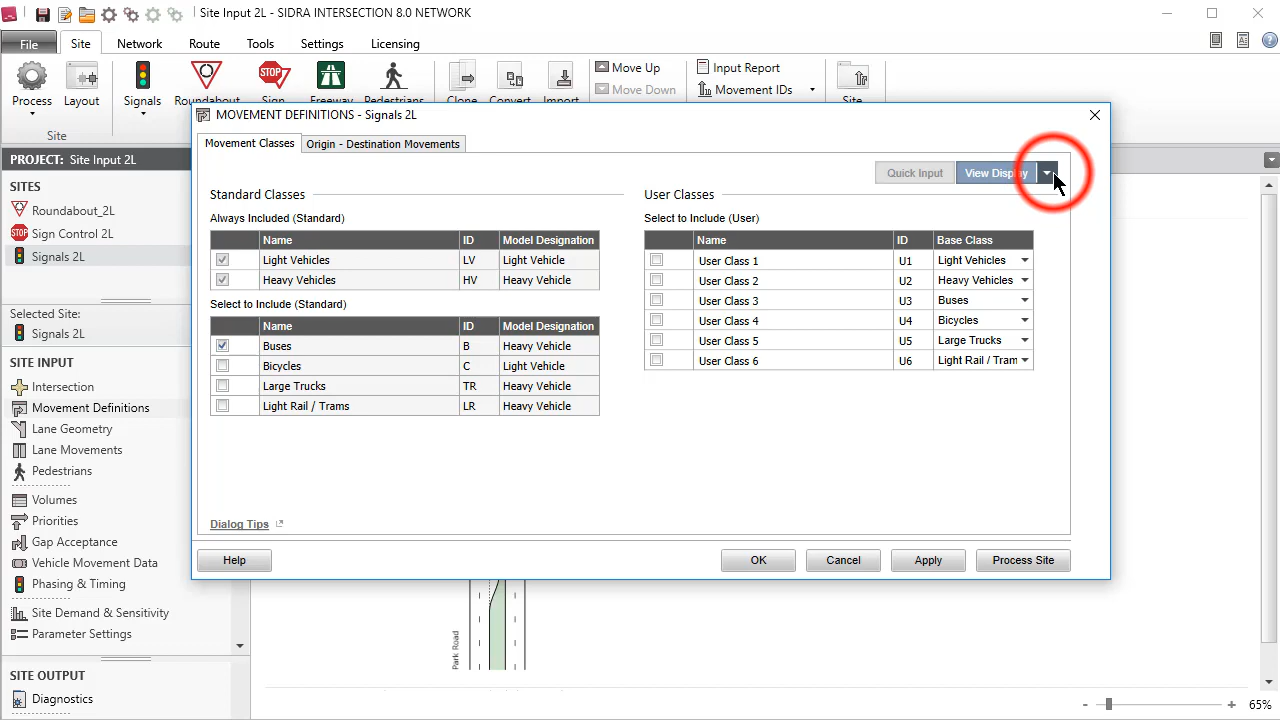 Site Input 2L - SIDRA INTERSECTION 8.0 NETWORK
File Site Network Route Tools Settings Licensing
Process Layout Signals Roundabout Sign Freeway Pedestrians Clone Convert Import Move Up Move Down Input Report Movement IDs Site
Site
PROJECT: Site Input 2L
SITES
Roundabout_2L
Sign Control 2L
Signals 2L
Selected Site:
Signals 2L
SITE INPUT
Intersection
Movement Definitions
Lane Geometry
Lane Movements
Pedestrians
Volumes
Priorities
Gap Acceptance
Vehicle Movement Data
Phasing & Timing
Site Demand & Sensitivity
Parameter Settings
SITE OUTPUT
Diagnostics
MOVEMENT DEFINITIONS - Signals 2L
Movement Classes Origin - Destination Movements
Quick Input View Display
Standard Classes
Always Included (Standard)
Name ID Model Designation
Light Vehicles LV Light Vehicle
Heavy Vehicles HV Heavy Vehicle
Select to Include (Standard)
Name ID Model Designation
Buses B Heavy Vehicle
Bicycles C Light Vehicle
Large Trucks TR Heavy Vehicle
Light Rail / Trams LR Heavy Vehicle
User Classes
Select to Include (User)
Name ID Base Class
User Class 1 U1 Light Vehicles
User Class 2 U2 Heavy Vehicles
User Class 3 U3 Buses
User Class 4 U4 Bicycles
User Class 5 U5 Large Trucks
User Class 6 U6 Light Rail / Tram
Dialog Tips
Help OK Cancel Apply Process Site
Park Road
- + 65%